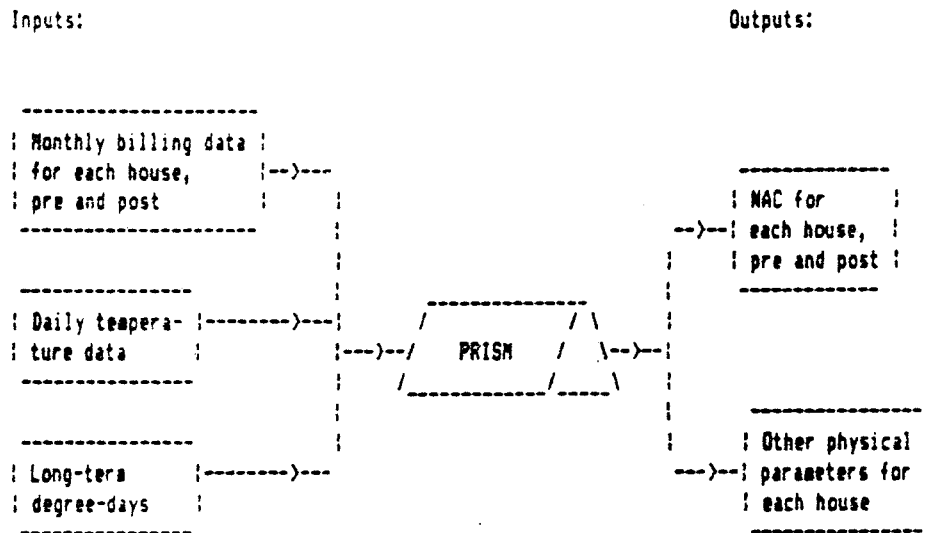 Inputs:
Outputs:
Monthly billing data
for each house,
pre and post
NAC for
each house,
pre and post
Daily tempera-
ture data
PRISM
Long-term
degree-days
Other physical
parameters for
each house